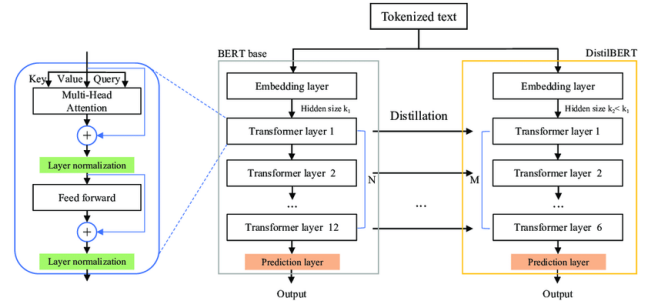 Tokenized text
BERT base
DistilBERT
Key
Value
Query
Multi-Head
Attention
+
Layer normalization
Feed forward
+
Layer normalization
Embedding layer
Hidden size k₁
Transformer layer 1
Transformer layer 2
...
Transformer layer 12
N
Prediction layer
Output
Distillation
...
Embedding layer
Hidden size k₂< k₁
Transformer layer 1
Transformer layer 2
...
Transformer layer 6
M
Prediction layer
Output